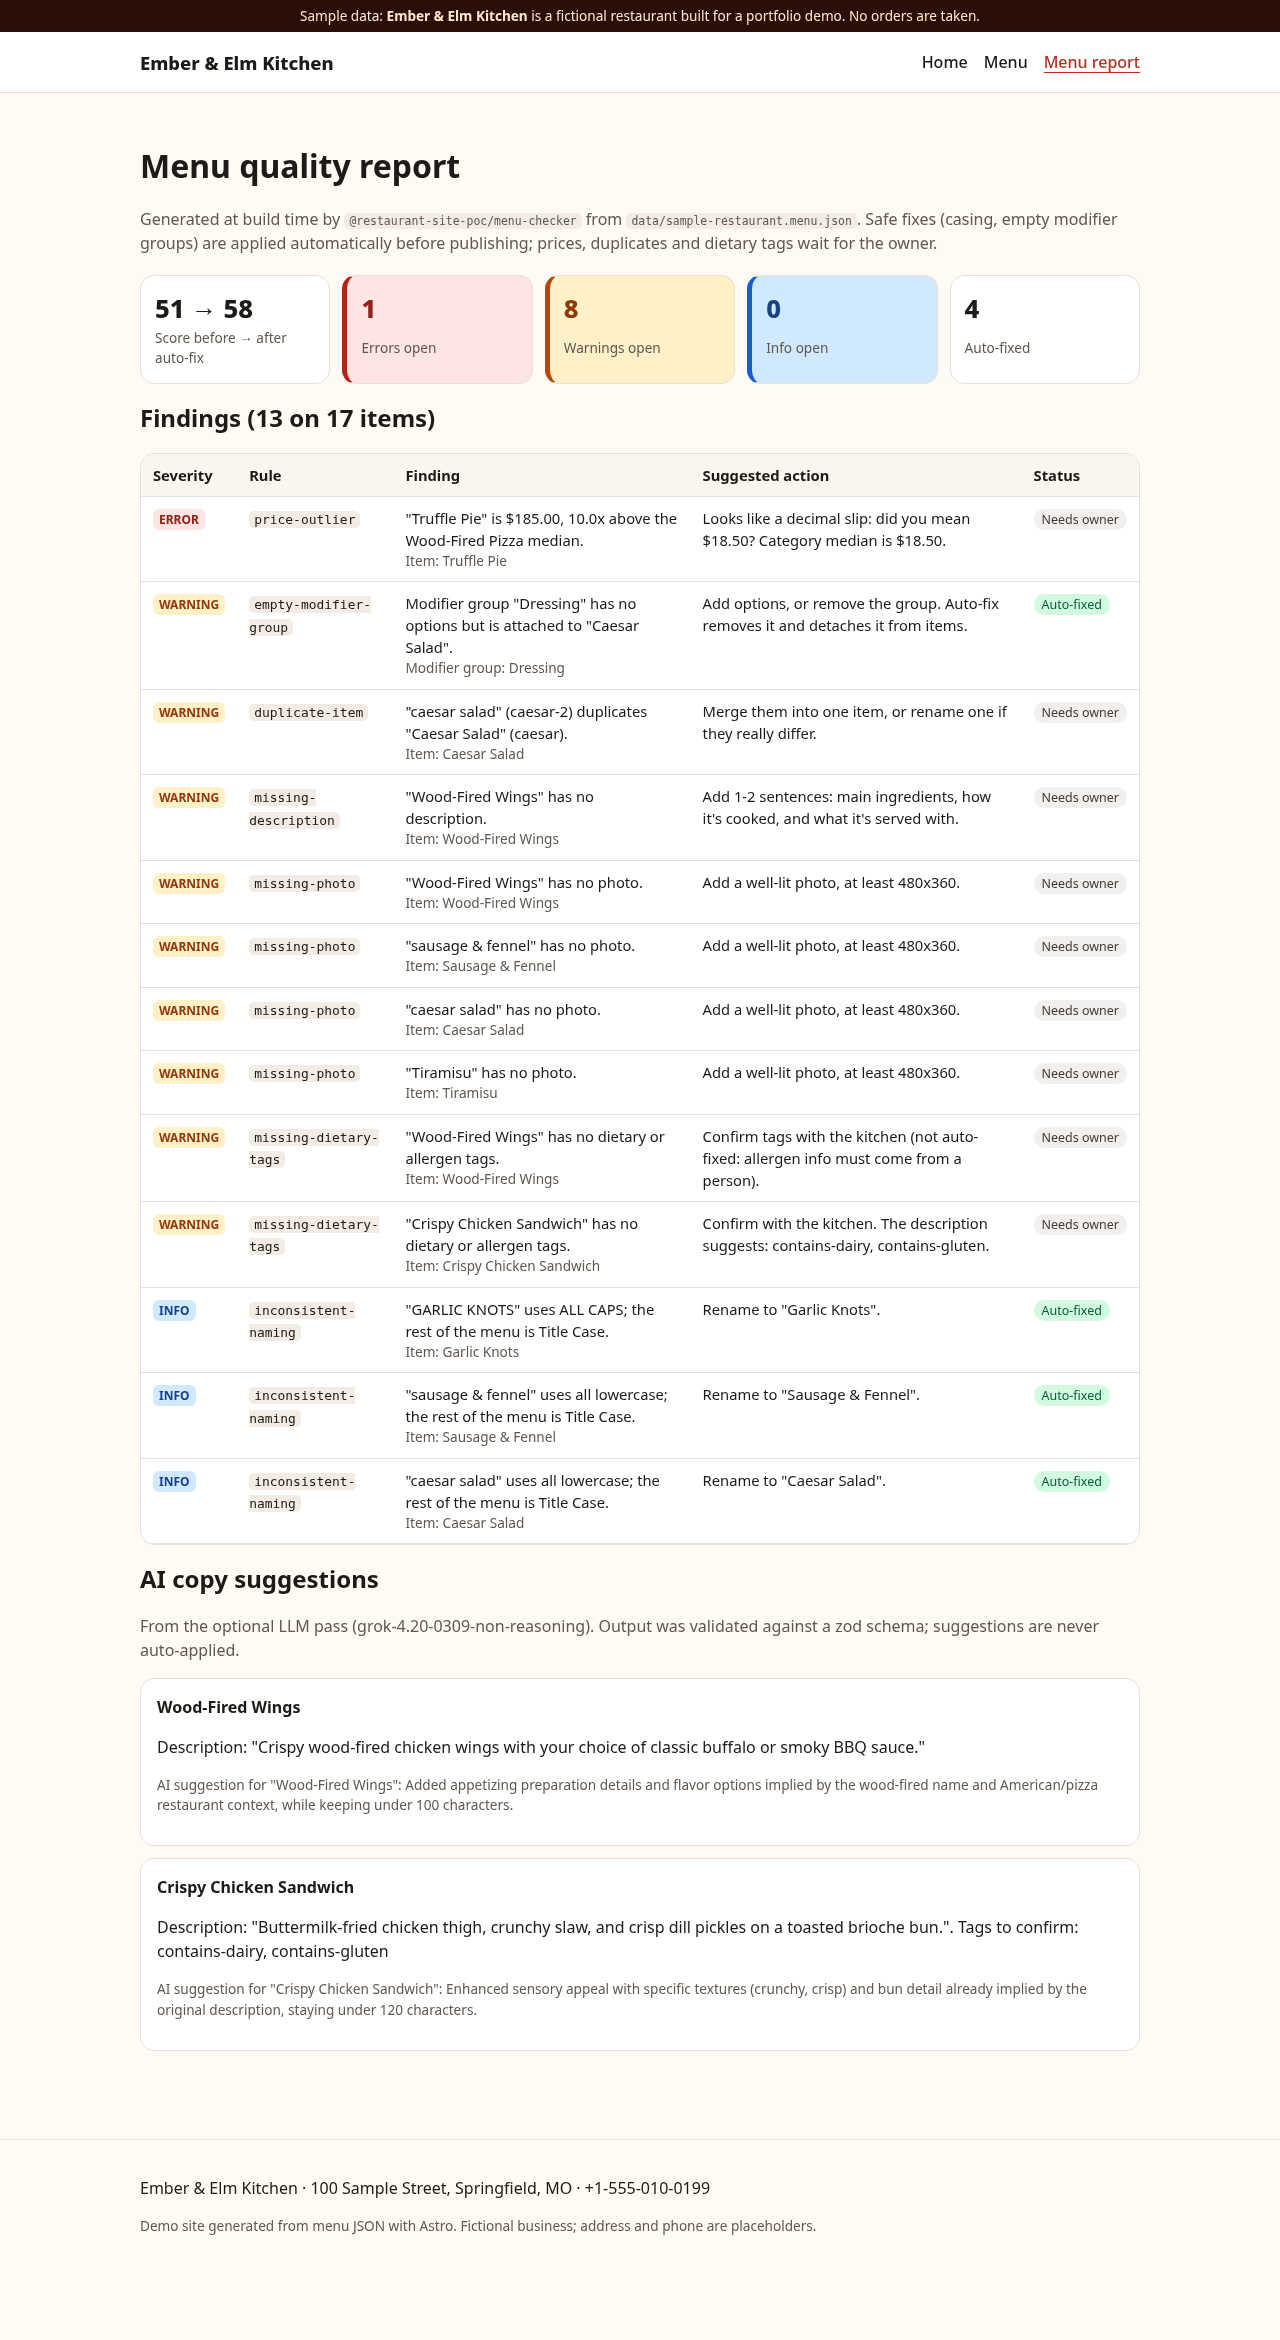 Sample data: Ember & Elm Kitchen is a fictional restaurant built for a portfolio demo. No orders are taken.
Ember & Elm Kitchen
Home Menu Menu report
Menu quality report
Generated at build time by @restaurant-site-poc/menu-checker from data/sample-restaurant.menu.json. Safe fixes (casing, empty modifier
groups) are applied automatically before publishing; prices, duplicates and dietary tags wait for the owner.
51 → 58
Score before → after
auto-fix
1
Errors open
8
Warnings open
0
Info open
4
Auto-fixed
Findings (13 on 17 items)
Severity Rule Finding Suggested action Status
ERROR price-outlier "Truffle Pie" is $185.00, 10.0x above the Looks like a decimal slip: did you mean Needs owner
Wood-Fired Pizza median. $18.50? Category median is $18.50.
Item: Truffle Pie
WARNING empty-modifier- Modifier group "Dressing" has no Add options, or remove the group. Auto-fix Auto-fixed
group options but is attached to "Caesar removes it and detaches it from items.
Salad".
Modifier group: Dressing
WARNING duplicate-item "caesar salad" (caesar-2) duplicates Merge them into one item, or rename one if Needs owner
"Caesar Salad" (caesar). they really differ.
Item: Caesar Salad
WARNING missing- "Wood-Fired Wings" has no Add 1-2 sentences: main ingredients, how Needs owner
description description. it's cooked, and what it's served with.
Item: Wood-Fired Wings
WARNING missing-photo "Wood-Fired Wings" has no photo. Add a well-lit photo, at least 480x360. Needs owner
Item: Wood-Fired Wings
WARNING missing-photo "sausage & fennel" has no photo. Add a well-lit photo, at least 480x360. Needs owner
Item: Sausage & Fennel
WARNING missing-photo "caesar salad" has no photo. Add a well-lit photo, at least 480x360. Needs owner
Item: Caesar Salad
WARNING missing-photo "Tiramisu" has no photo. Add a well-lit photo, at least 480x360. Needs owner
Item: Tiramisu
WARNING missing-dietary- "Wood-Fired Wings" has no dietary or Confirm tags with the kitchen (not auto- Needs owner
tags allergen tags. fixed: allergen info must come from a
Item: Wood-Fired Wings person).
WARNING missing-dietary- "Crispy Chicken Sandwich" has no Confirm with the kitchen. The description Needs owner
tags dietary or allergen tags. suggests: contains-dairy, contains-gluten.
Item: Crispy Chicken Sandwich
INFO inconsistent- "GARLIC KNOTS" uses ALL CAPS; the Rename to "Garlic Knots". Auto-fixed
naming rest of the menu is Title Case.
Item: Garlic Knots
INFO inconsistent- "sausage & fennel" uses all lowercase; Rename to "Sausage & Fennel". Auto-fixed
naming the rest of the menu is Title Case.
Item: Sausage & Fennel
INFO inconsistent- "caesar salad" uses all lowercase; the Rename to "Caesar Salad". Auto-fixed
naming rest of the menu is Title Case.
Item: Caesar Salad
AI copy suggestions
From the optional LLM pass (grok-4.20-0309-non-reasoning). Output was validated against a zod schema; suggestions are never
auto-applied.
Wood-Fired Wings
Description: "Crispy wood-fired chicken wings with your choice of classic buffalo or smoky BBQ sauce."
AI suggestion for "Wood-Fired Wings": Added appetizing preparation details and flavor options implied by the wood-fired name and American/pizza
restaurant context, while keeping under 100 characters.
Crispy Chicken Sandwich
Description: "Buttermilk-fried chicken thigh, crunchy slaw, and crisp dill pickles on a toasted brioche bun.". Tags to confirm:
contains-dairy, contains-gluten
AI suggestion for "Crispy Chicken Sandwich": Enhanced sensory appeal with specific textures (crunchy, crisp) and bun detail already implied by the
original description, staying under 120 characters.
Ember & Elm Kitchen · 100 Sample Street, Springfield, MO · +1-555-010-0199
Demo site generated from menu JSON with Astro. Fictional business; address and phone are placeholders.